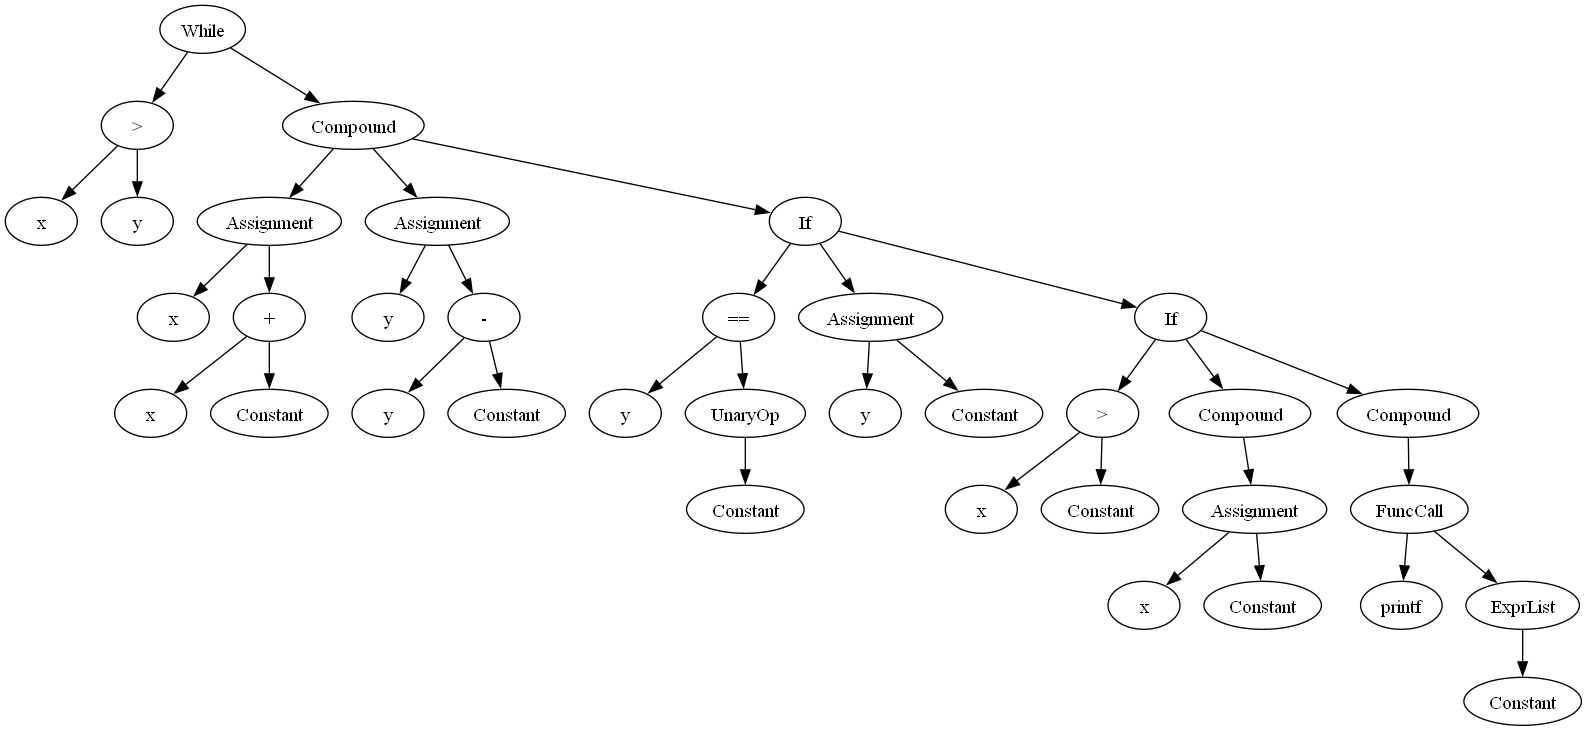 While
> Compound
x y Assignment Assignment If
x + y - == Assignment If
x Constant y Constant y UnaryOp y Constant > Compound Compound
Constant x Constant Assignment FuncCall
x Constant printf ExprList
Constant